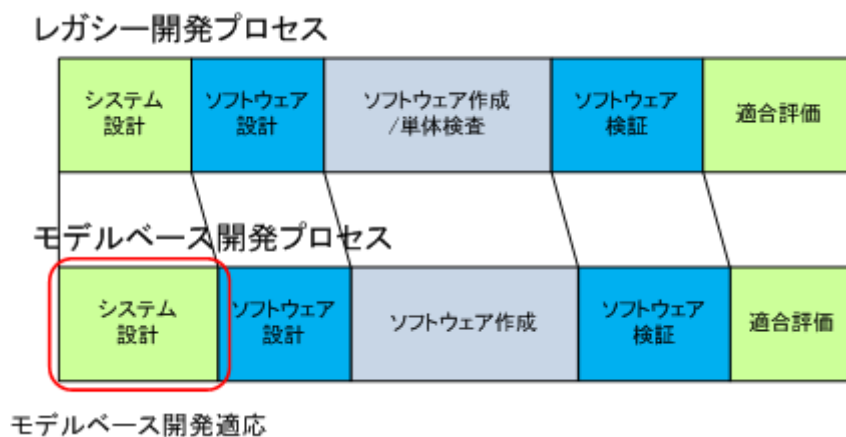 レガシー開発プロセス
システム
設計
ソフトウェア
設計
ソフトウェア作成
/単体検査
ソフトウェア
検証
適合評価
モデルベース開発プロセス
システム
設計
ソフトウェア
設計
ソフトウェア作成
ソフトウェア
検証
適合評価
モデルベース開発適応